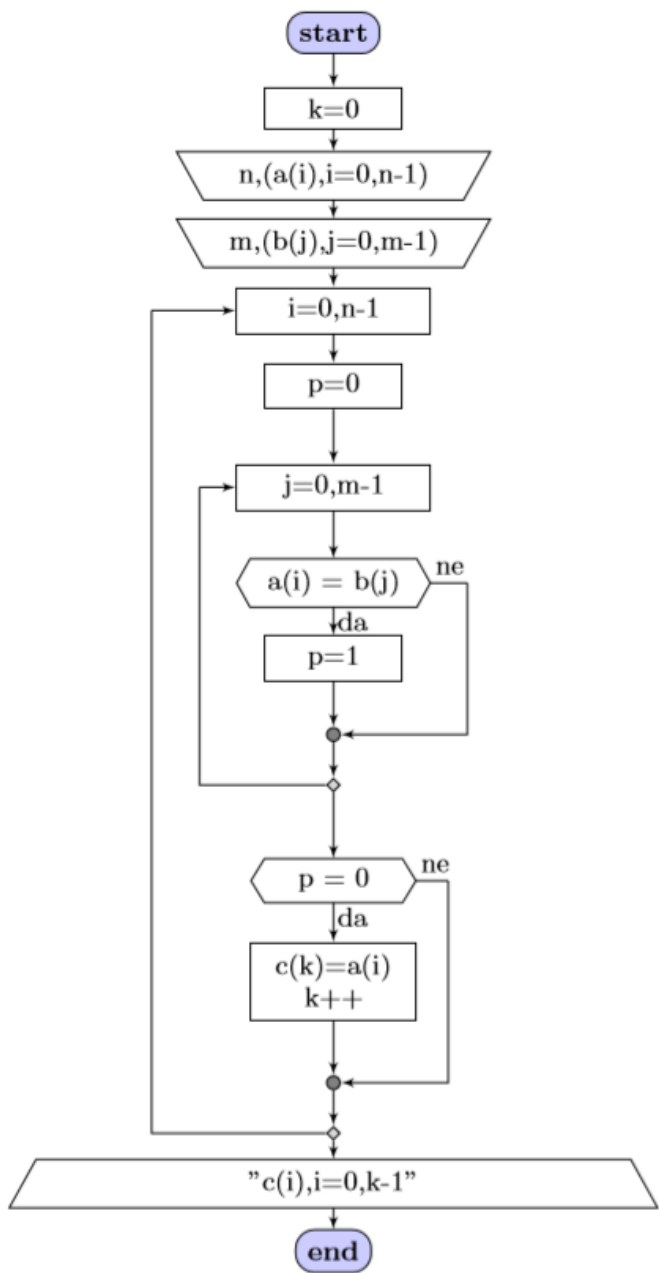 start
k=0
n,(a(i),i=0,n-1)
m,(b(j),j=0,m-1)
i=0,n-1
p=0
j=0,m-1
a(i) = b(j)
ne
da
p=1
p = 0
ne
da
c(k)=a(i)
k++
"c(i),i=0,k-1"
end